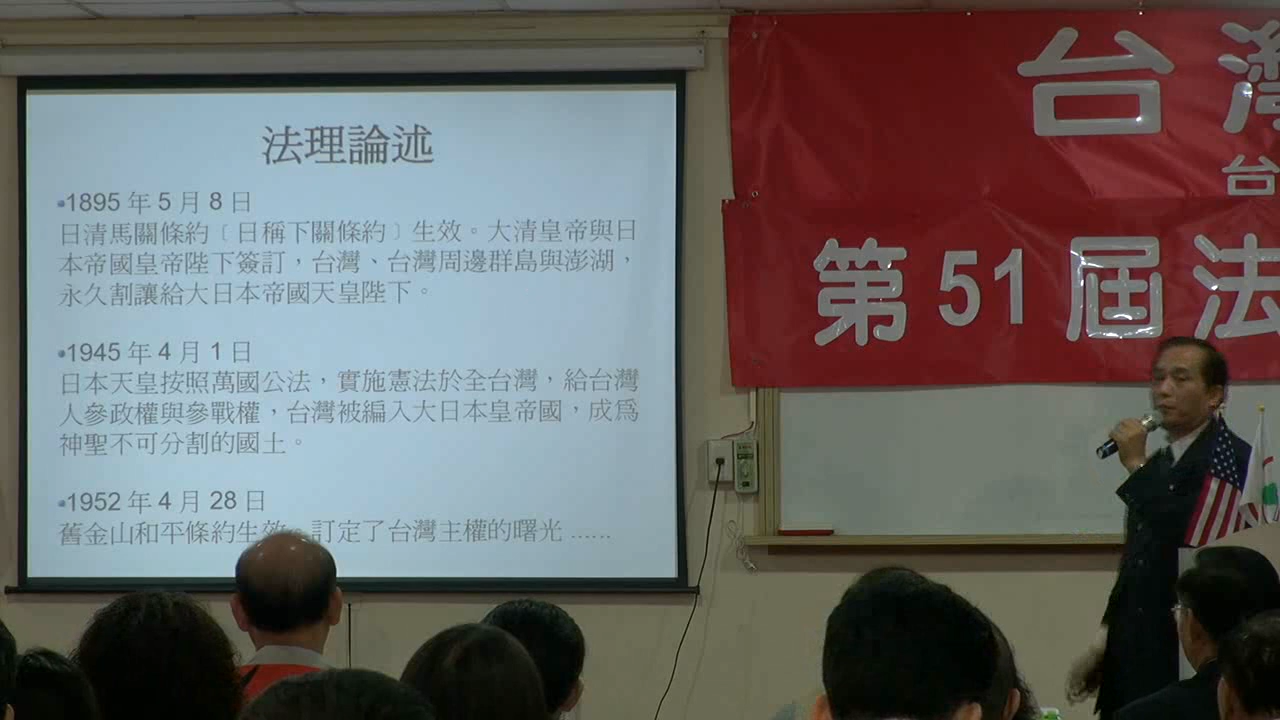 法理論述
1895 年 5 月 8 日
日清馬關條約﹝日稱下關條約﹞生效。大清皇帝與日
本帝國皇帝陛下簽訂，台灣、台灣周邊群島與澎湖，
永久割讓給大日本帝國天皇陛下。
1945 年 4 月 1 日
日本天皇按照萬國公法，實施憲法於全台灣，給台灣
人參政權與參戰權，台灣被編入大日本皇帝國，成爲
神聖不可分割的國土。
1952 年 4 月 28 日
舊金山和平條約生效 訂定了台灣主權的曙光 ......
台灣
台
第 51 屆法